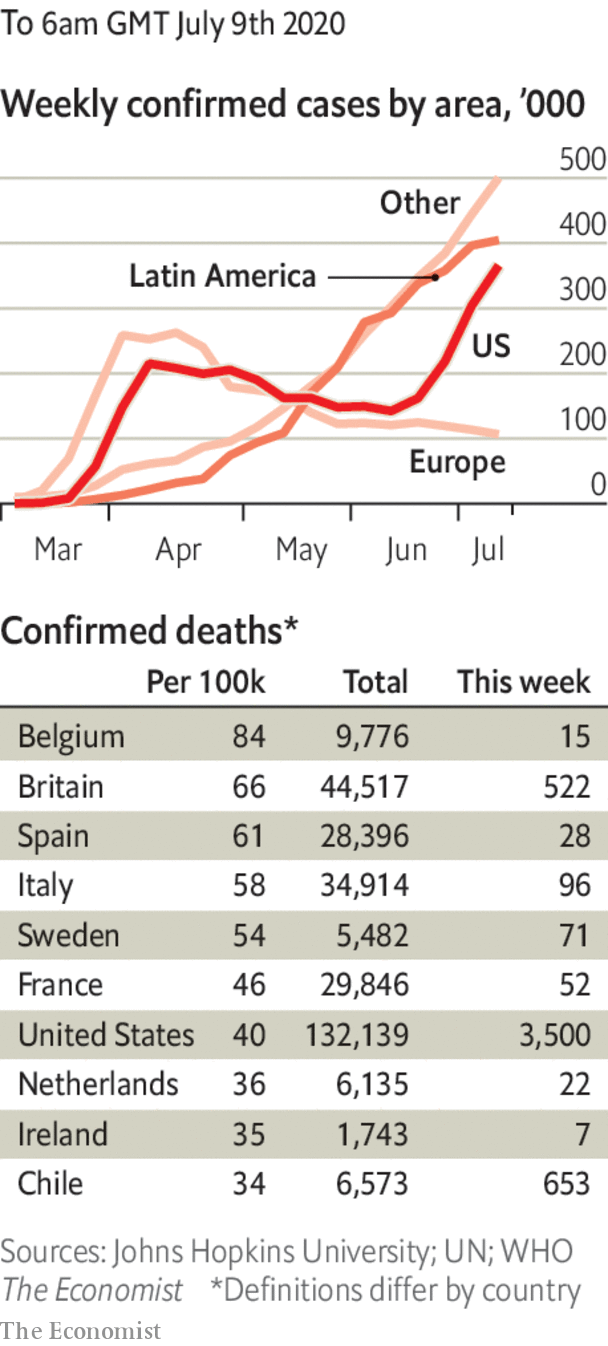 To 6am GMT July 9th 2020
Weekly confirmed cases by area, ’000
500
Other
400
Latin America
300
US
200
100
Europe
0
Mar Apr May Jun Jul
Confirmed deaths*
Per 100k Total This week
Belgium 84 9,776 15
Britain 66 44,517 522
Spain 61 28,396 28
Italy 58 34,914 96
Sweden 54 5,482 71
France 46 29,846 52
United States 40 132,139 3,500
Netherlands 36 6,135 22
Ireland 35 1,743 7
Chile 34 6,573 653
Sources: Johns Hopkins University; UN; WHO
The Economist *Definitions differ by country
The Economist